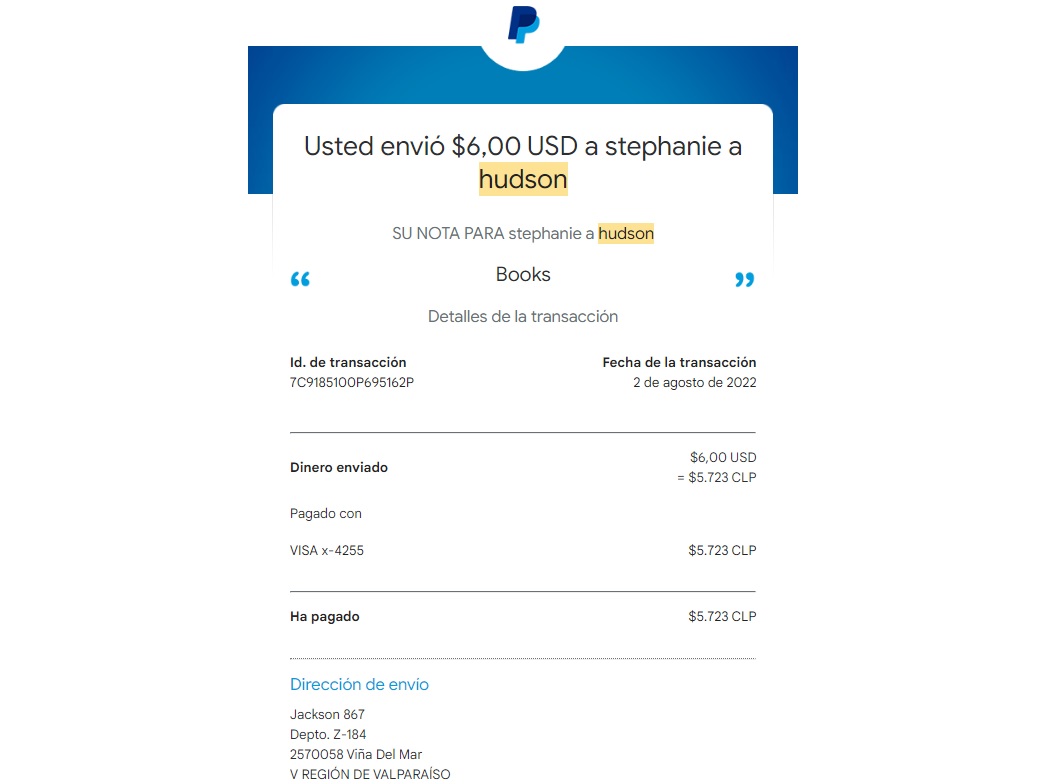 Usted envió $6,00 USD a stephanie a
hudson
SU NOTA PARA stephanie a hudson
“ Books ”
Detalles de la transacción
Id. de transacción Fecha de la transacción
7C9185100P695162P 2 de agosto de 2022
Dinero enviado $6,00 USD
= $5.723 CLP
Pagado con
VISA x-4255 $5.723 CLP
Ha pagado $5.723 CLP
Dirección de envío
Jackson 867
Depto. Z-184
2570058 Viña Del Mar
V REGIÓN DE VALPARAÍSO